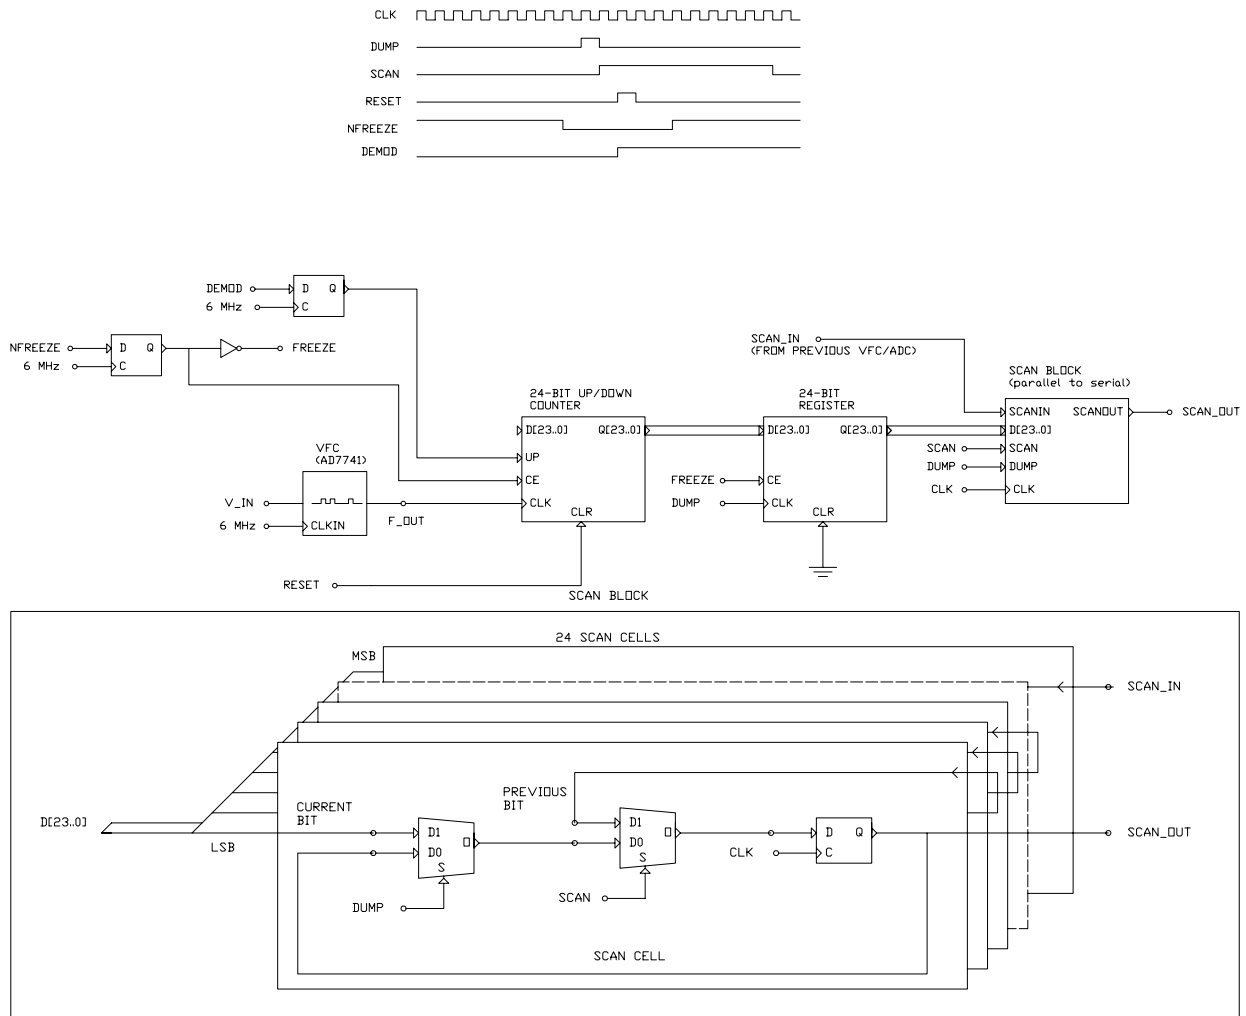 CLK
DUMP
SCAN
RESET
NFREEZE
DEMOD
DEMOD
D Q
6 MHz
C
NFREEZE
D Q
FREEZE
6 MHz
C
SCAN_IN
(FROM PREVIOUS VFC/ADC)
SCAN BLOCK
(parallel to serial)
24-BIT UP/DOWN
COUNTER
24-BIT
REGISTER
SCANIN SCANOUT
SCAN_OUT
D[23..0] Q[23..0]
D[23..0] Q[23..0]
D[23..0]
VFC
(AD7741)
UP
SCAN
SCAN
DUMP
DUMP
CE
FREEZE
CE
CLK
CLK
V_IN
F_OUT
CLK
DUMP
CLK
6 MHz
CLKIN
CLR
CLR
RESET
SCAN BLOCK
24 SCAN CELLS
MSB
SCAN_IN
D[23..0]
LSB
CURRENT
BIT
PREVIOUS
BIT
D1
D0
O
S
DUMP
D1
D0
O
S
SCAN
D Q
CLK
C
SCAN_OUT
SCAN CELL